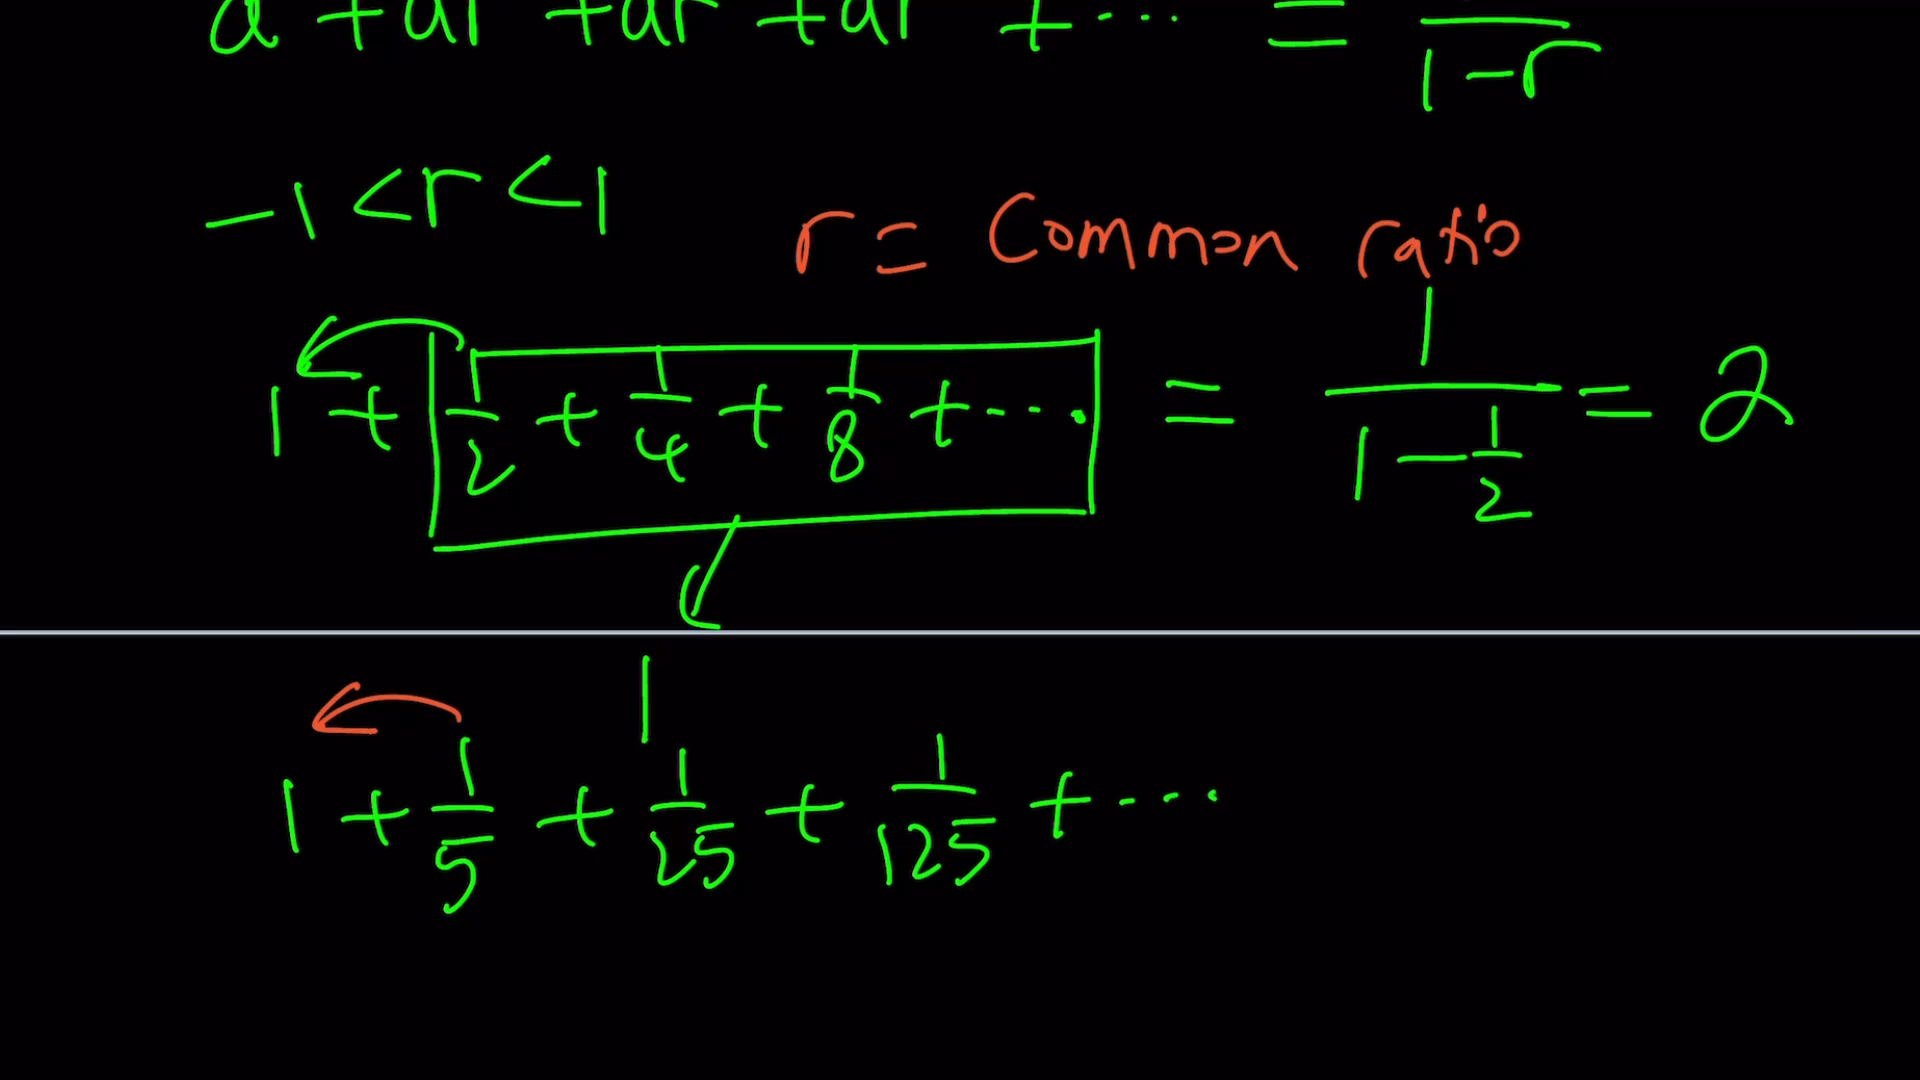 a + ar + ar + ar + ... = 1-r
-1 < r < 1
r = Common ratio
1 + 1/2 + 1/4 + 1/8 + .... = 1/(1 - 1/2) = 2
1
1 + 1/5 + 1/25 + 1/125 + ...